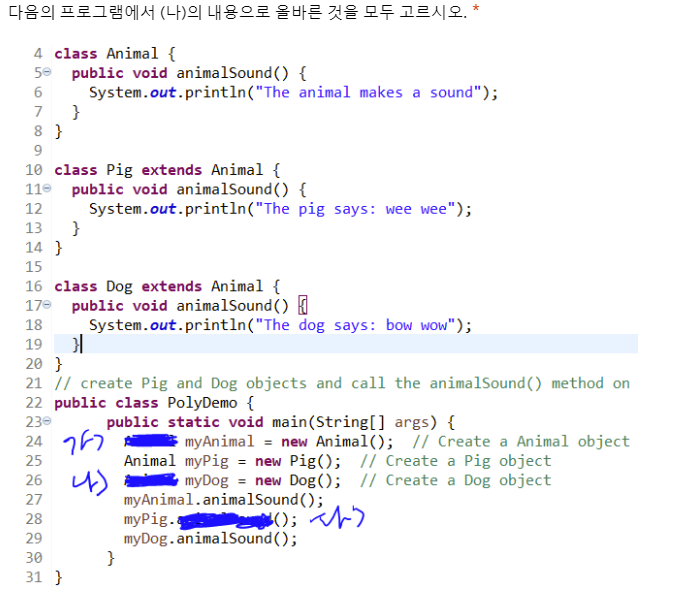 다음의 프로그램에서 (나)의 내용으로 올바른 것을 모두 고르시오. *
4 class Animal {
5 public void animalSound() {
6 System.out.println("The animal makes a sound");
7 }
8 }
9
10 class Pig extends Animal {
11 public void animalSound() {
12 System.out.println("The pig says: wee wee");
13 }
14 }
15
16 class Dog extends Animal {
17 public void animalSound() {
18 System.out.println("The dog says: bow wow");
19 }
20 }
21 // create Pig and Dog objects and call the animalSound() method on
22 public class PolyDemo {
23 public static void main(String[] args) {
24 가) myAnimal = new Animal(); // Create a Animal object
25 Animal myPig = new Pig(); // Create a Pig object
26 나) myDog = new Dog(); // Create a Dog object
27 myAnimal.animalSound();
28 myPig. (); 다)
29 myDog.animalSound();
30 }
31 }